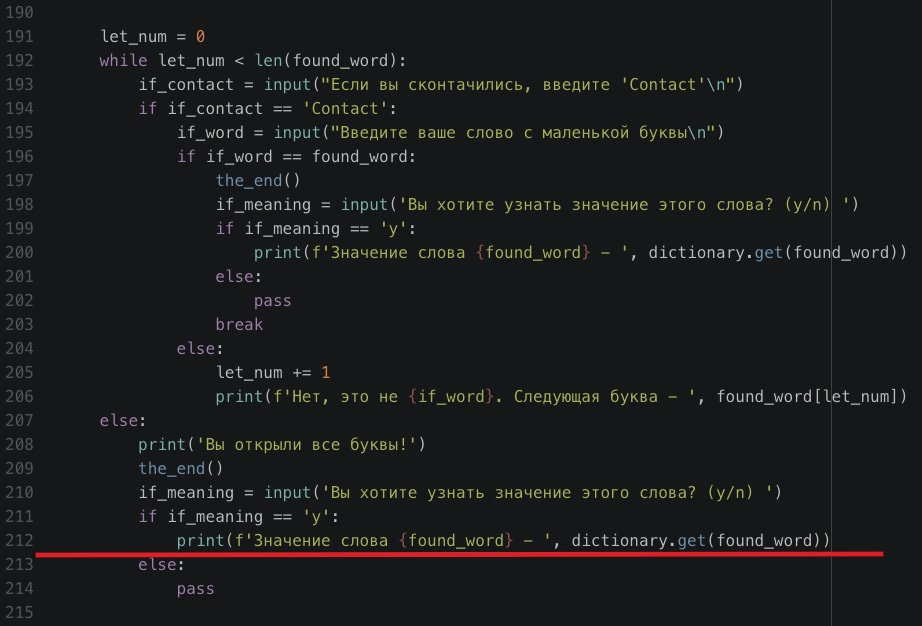 190
191 let_num = 0
192 while let_num < len(found_word):
193 if_contact = input("Если вы сконтачились, введите 'Contact'\n")
194 if if_contact == 'Contact':
195 if_word = input("Введите ваше слово с маленькой буквы\n")
196 if if_word == found_word:
197 the_end()
198 if_meaning = input('Вы хотите узнать значение этого слова? (y/n) ')
199 if if_meaning == 'y':
200 print(f'Значение слова {found_word} - ', dictionary.get(found_word))
201 else:
202 pass
203 break
204 else:
205 let_num += 1
206 print(f'Нет, это не {if_word}. Следующая буква - ', found_word[let_num])
207 else:
208 print('Вы открыли все буквы!')
209 the_end()
210 if_meaning = input('Вы хотите узнать значение этого слова? (y/n) ')
211 if if_meaning == 'y':
212 print(f'Значение слова {found_word} - ', dictionary.get(found_word))
213 else:
214 pass
215